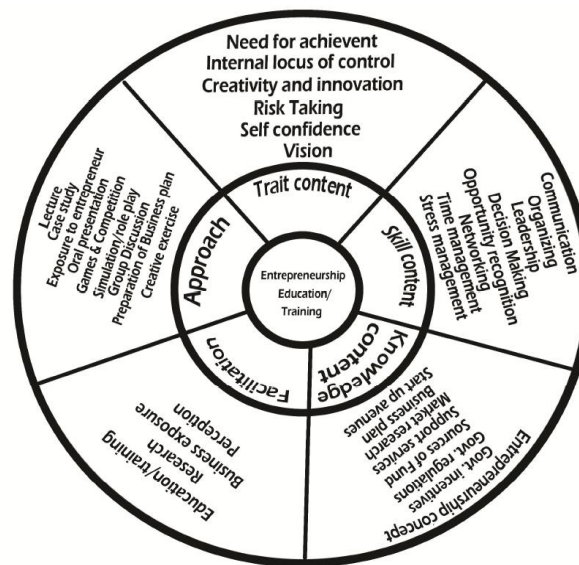 Need for achievent
Internal locus of control
Creativity and innovation
Risk Taking
Self confidence
Vision
Trait content
Communication
Organizing
Leadership
Decision Making
Opportunity recognition
Networking
Time management
Stress management
Skill content
Entrepreneurship concept
Govt. incentives
Govt. regulations
Sources of Fund
Support services
Market research
Business plan
Start up avenues
Knowledge
content
Education/training
Research
Business exposure
Perception
Facilitation
Lecture
Case study
Exposure to entrepreneur
Oral presentation
Games & Competition
Simulation/role play
Group Discussion
Preparation of Business plan
Creative exercise
Approach
Entrepreneurship
Education/
Training